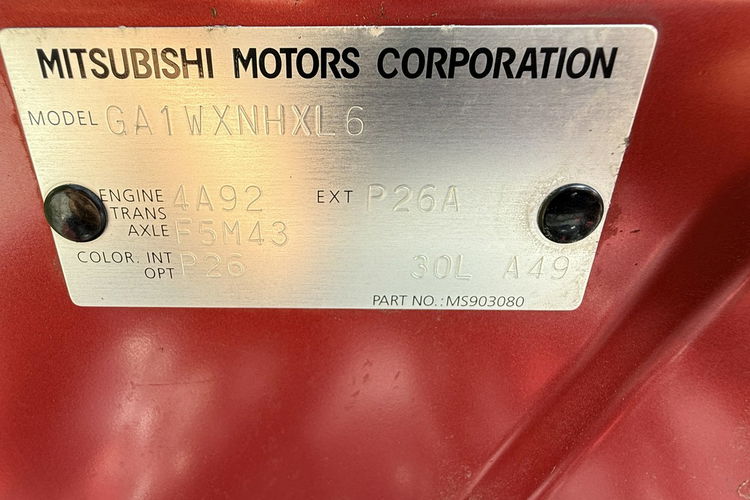 MITSUBISHI MOTORS CORPORATION
MODEL GA1WXNHXL6
ENGINE 4A92 EXT P26A
TRANS
AXLE F5M43
COLOR. INT P26 30L A49
OPT
PART NO.: MS903080